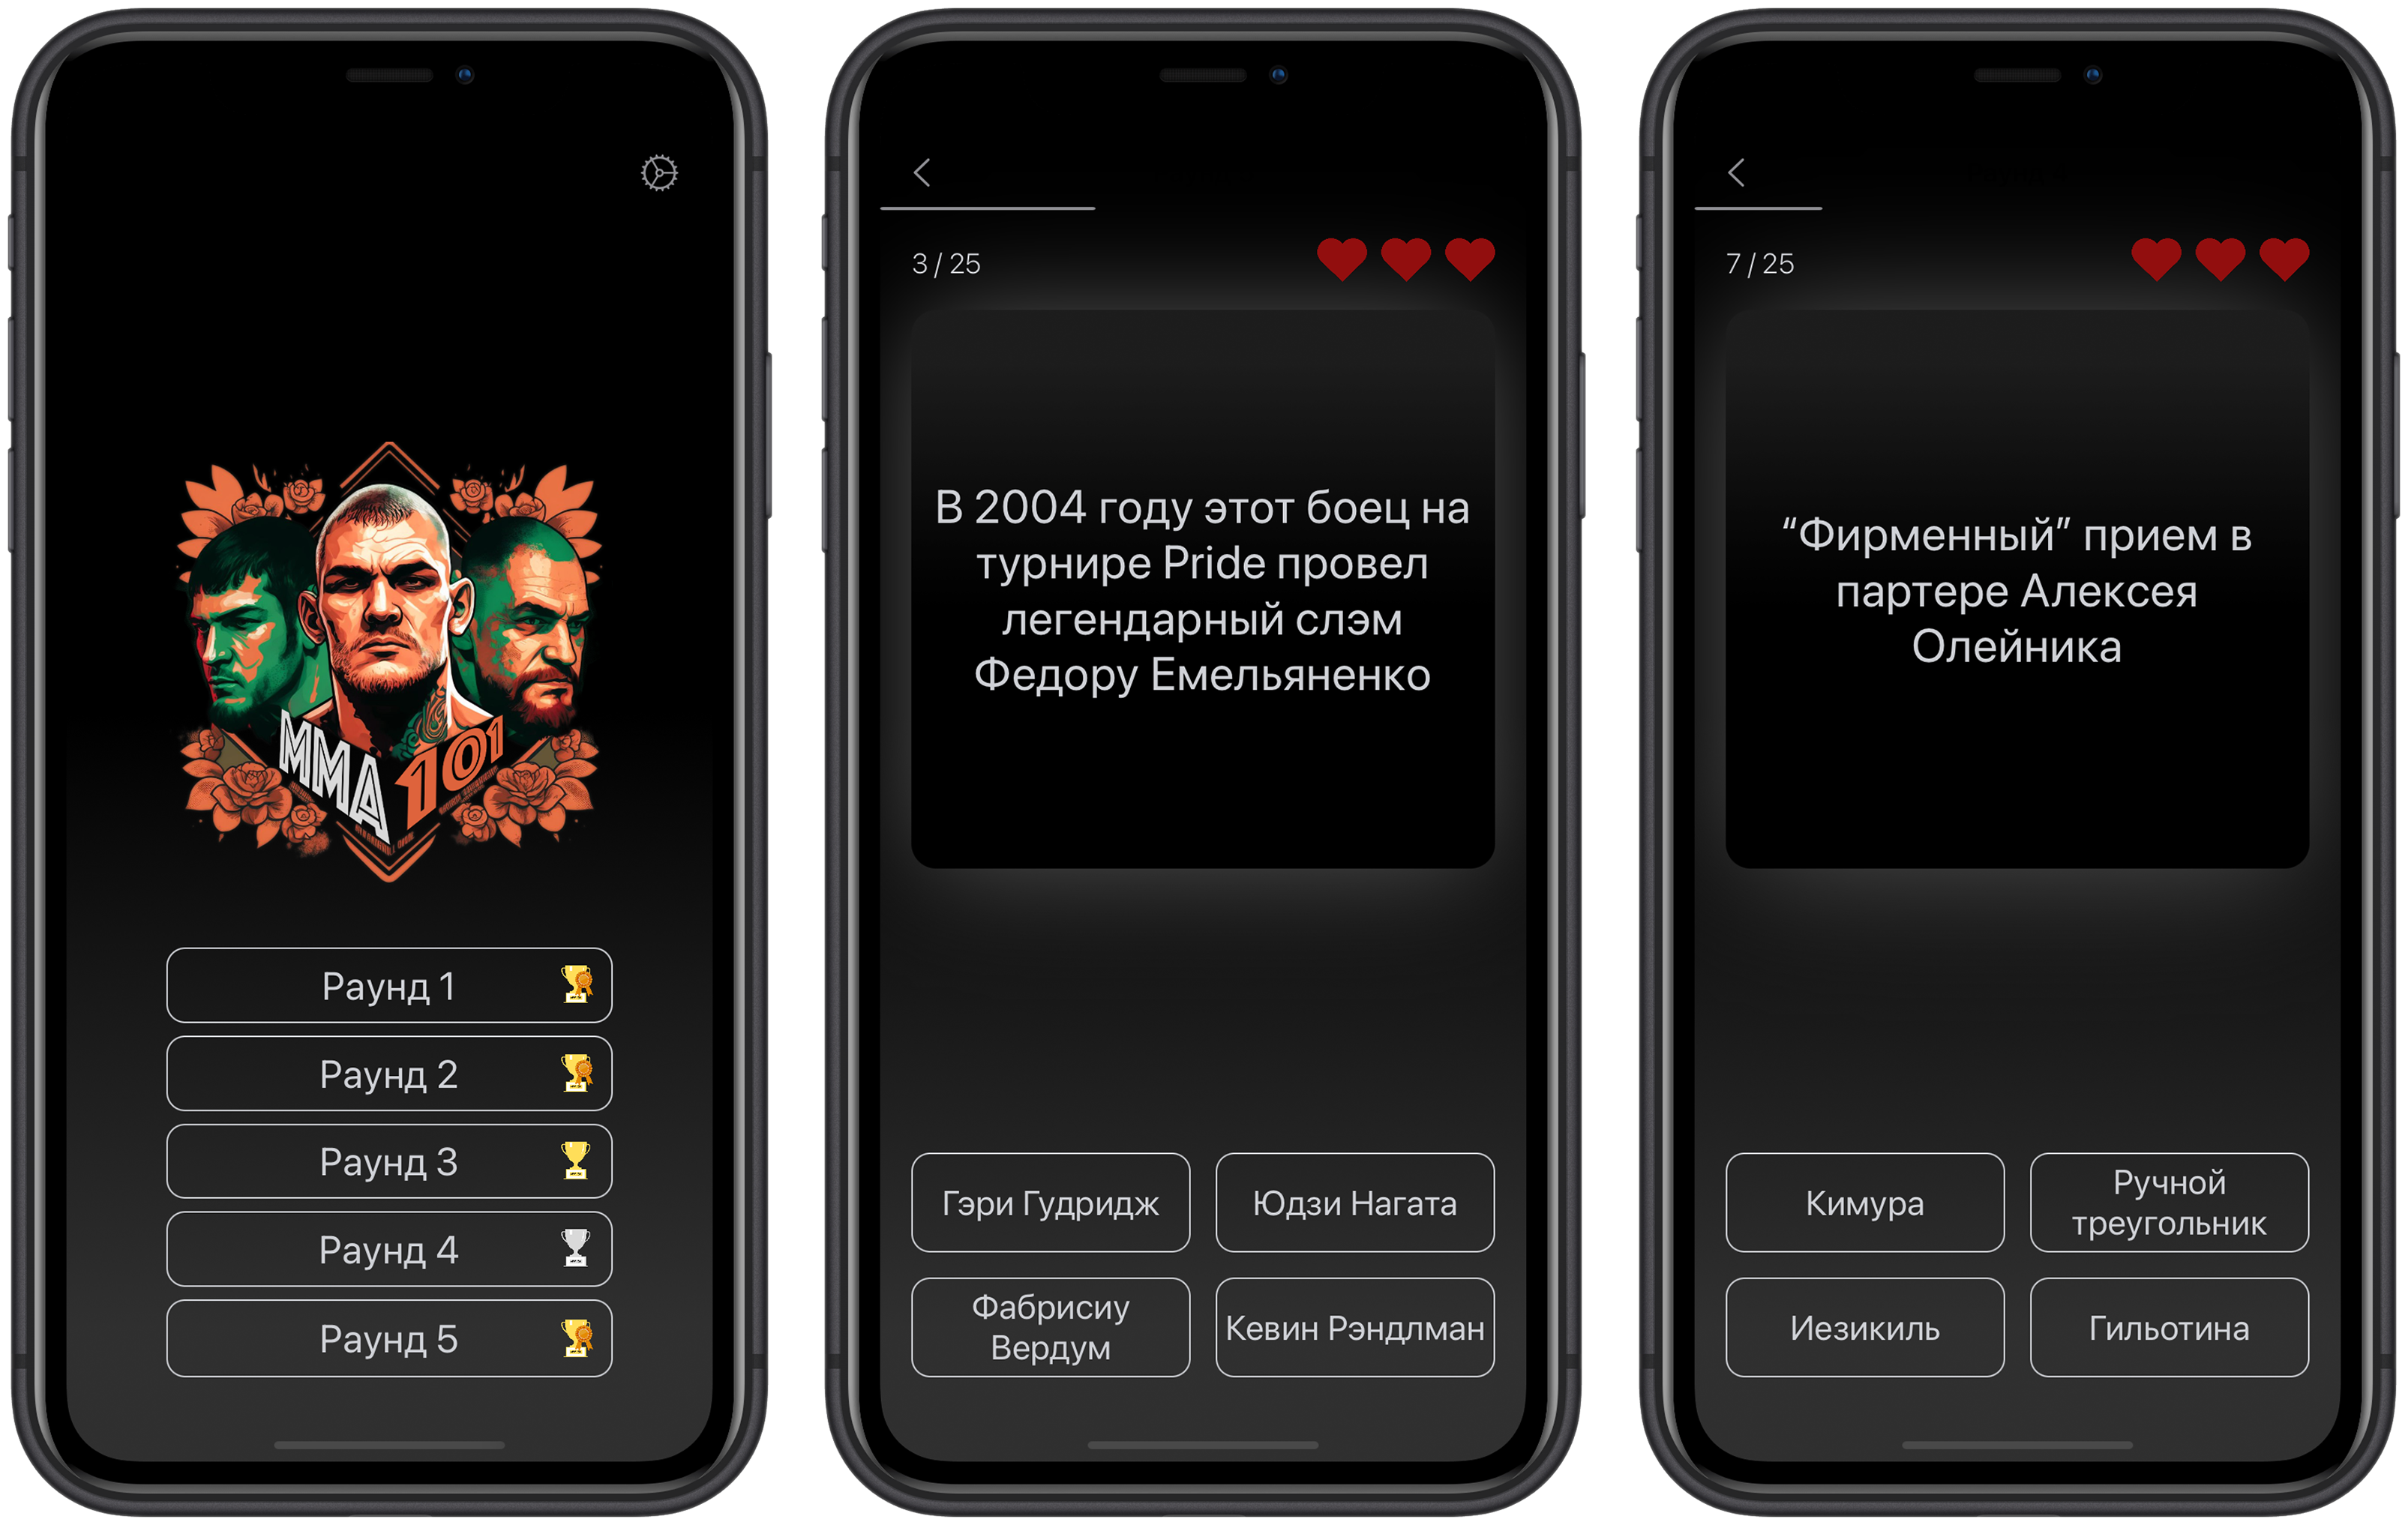 MMA 101
Раунд 1
Раунд 2
Раунд 3
Раунд 4
Раунд 5
3 / 25
В 2004 году этот боец на
турнире Pride провел
легендарный слэм
Федору Емельяненко
Гэри Гудридж
Юдзи Нагата
Фабрисиу
Вердум
Кевин Рэндлман
7 / 25
“Фирменный” прием в
партере Алексея
Олейника
Кимура
Ручной
треугольник
Иезикиль
Гильотина